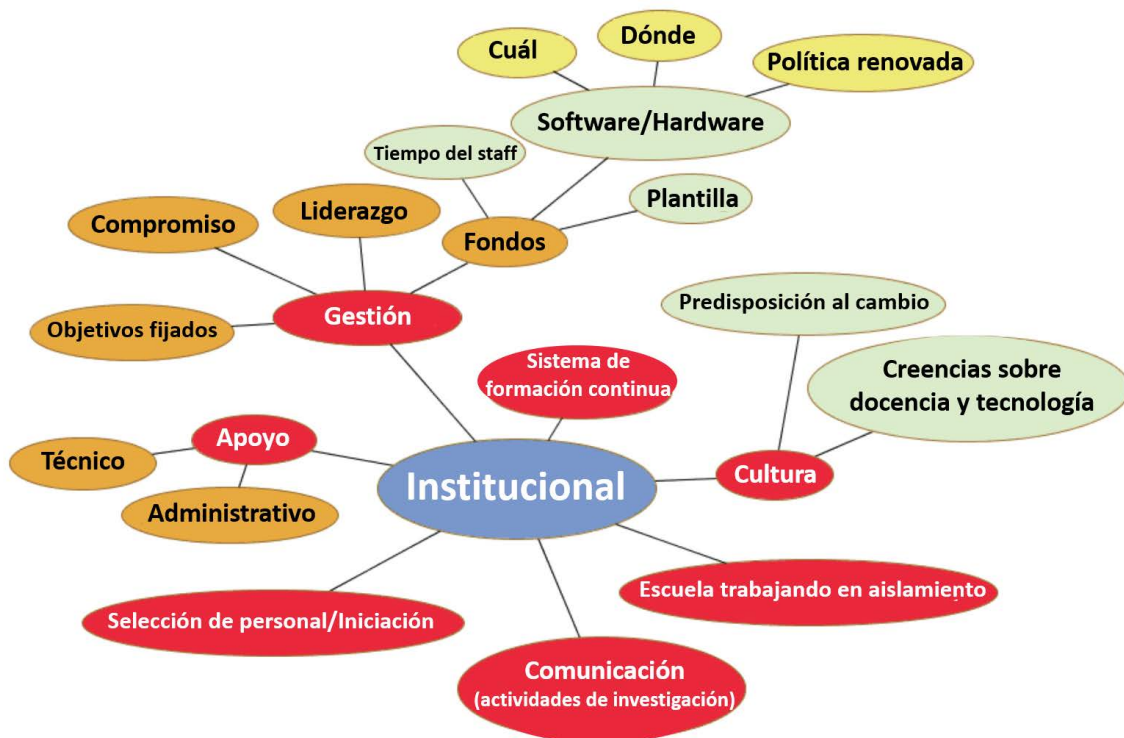 Cuál
Dónde
Política renovada
Software/Hardware
Tiempo del staff
Plantilla
Compromiso
Liderazgo
Fondos
Objetivos fijados
Gestión
Predisposición al cambio
Sistema de
formación continua
Creencias sobre
docencia y tecnología
Apoyo
Técnico
Administrativo
Institucional
Cultura
Selección de personal/Iniciación
Escuela trabajando en aislamiento
Comunicación
(actividades de investigación)